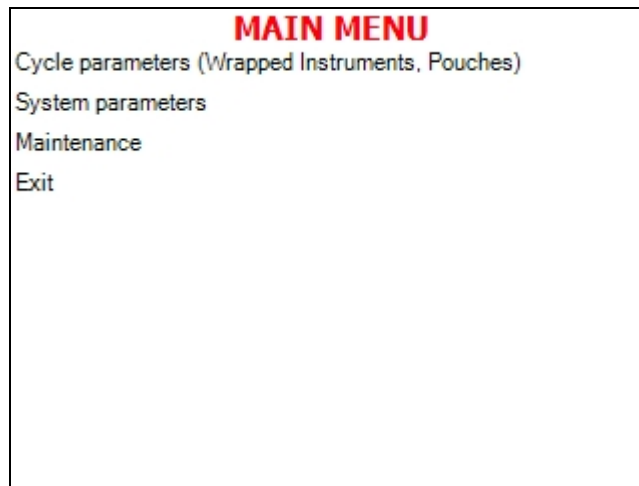 MAIN MENU
Cycle parameters (Wrapped Instruments, Pouches)
System parameters
Maintenance
Exit